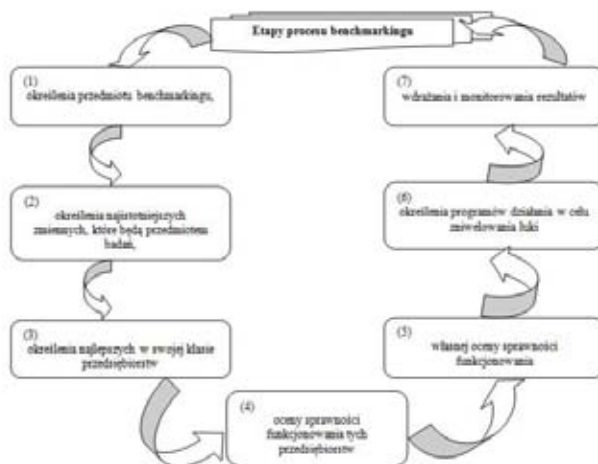 Etapy procesu benchmarkingu
(1)
określenia przedmiotu benchmarkingu,
(2)
określenia najistotniejszych
zmiennych, które będą przedmiotem
badań,
(3)
określenia najlepszych w swojej klasie
przedsiębiorstw
(4)
oceny sprawności
funkcjonowania tych
przedsiębiorstw
(5)
własnej oceny sprawności
funkcjonowania
(6)
określenia programów działania w celu
zniwelowania luki
(7)
wdrażania i monitorowania rezultatów